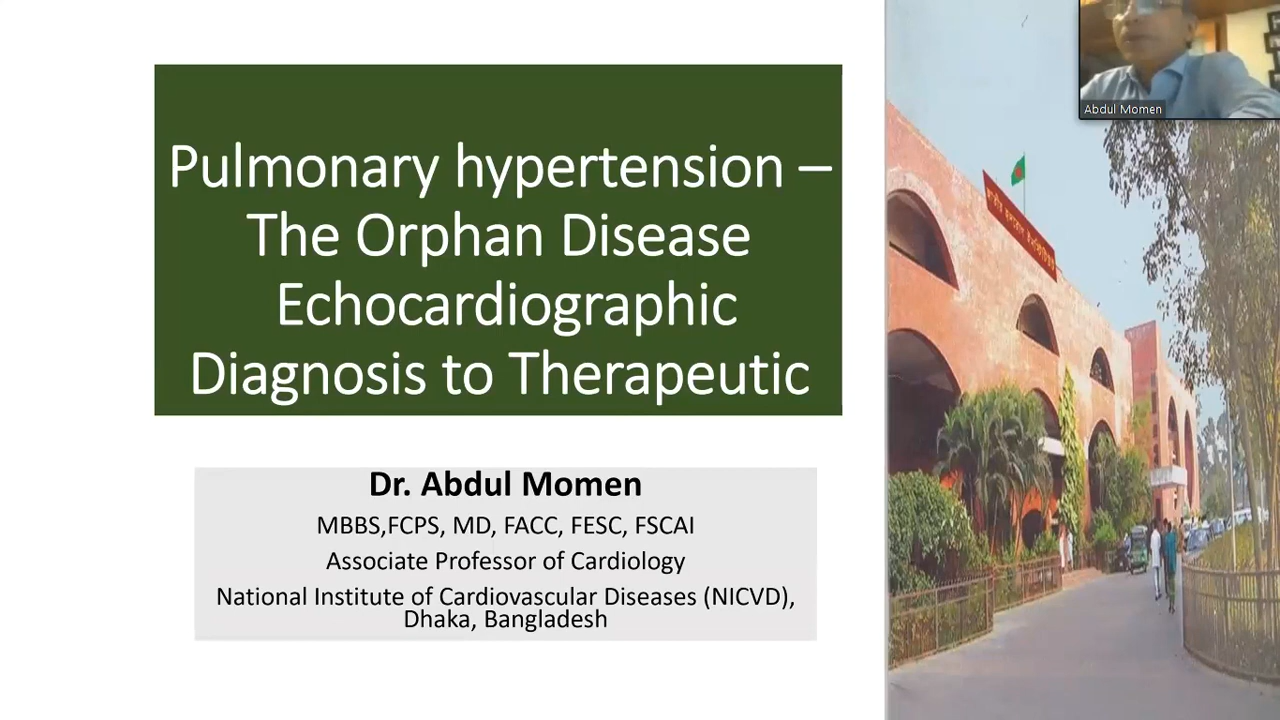 Pulmonary hypertension –
The Orphan Disease
Echocardiographic
Diagnosis to Therapeutic
Dr. Abdul Momen
MBBS,FCPS, MD, FACC, FESC, FSCAI
Associate Professor of Cardiology
National Institute of Cardiovascular Diseases (NICVD),
Dhaka, Bangladesh
Abdul Momen